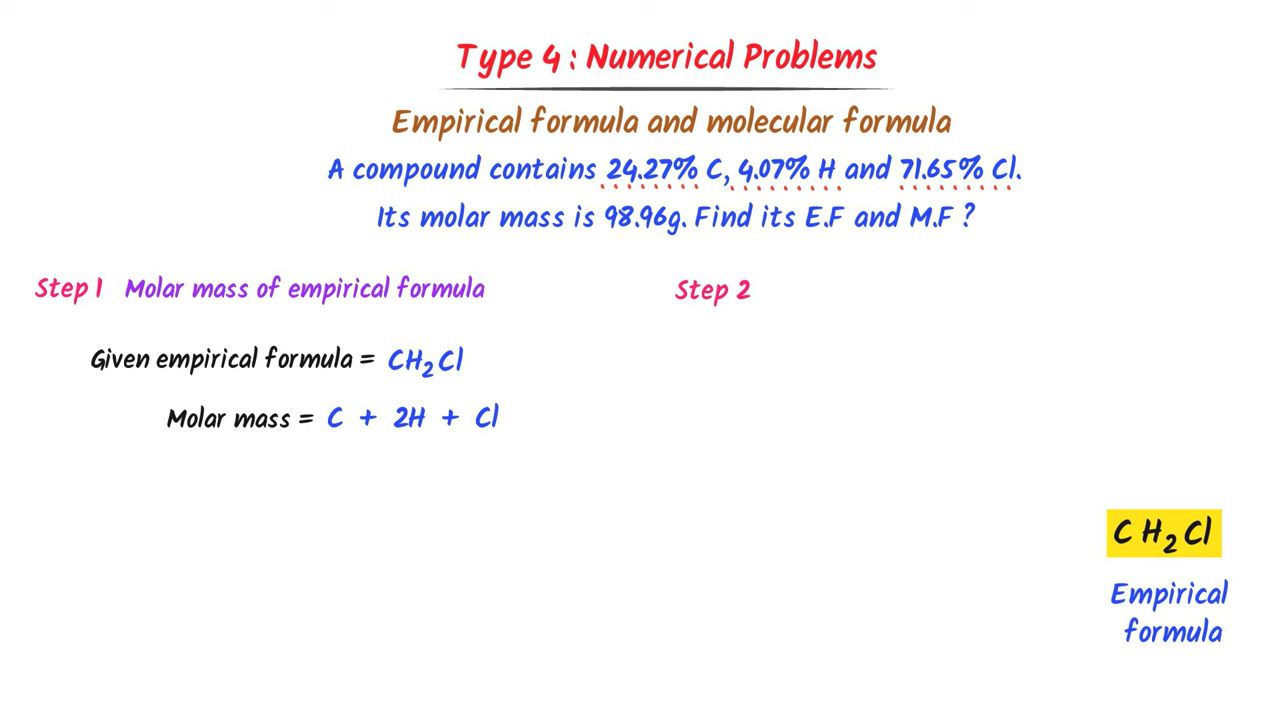 Type 4 : Numerical Problems
Empirical formula and molecular formula
A compound contains 24.27% C, 4.07% H and 71.65% Cl.
Its molar mass is 98.96g. Find its E.F and M.F ?
Step 1 Molar mass of empirical formula
Step 2
Given empirical formula = CH₂Cl
Molar mass = C + 2H + Cl
CH₂Cl
Empirical
formula